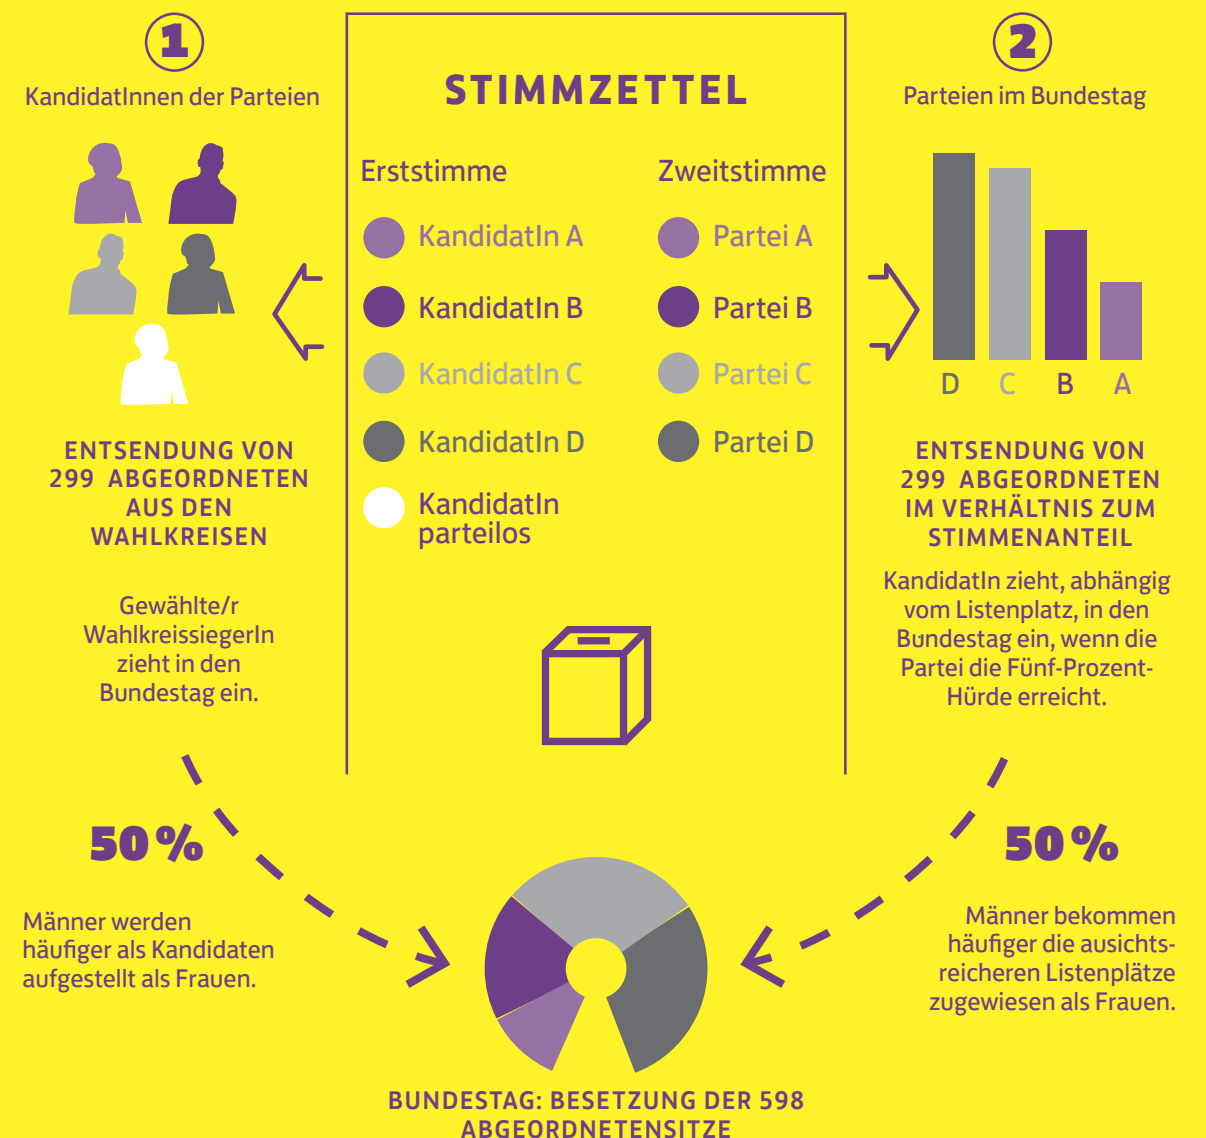 1
KandidatInnen der Parteien
ENTSENDUNG VON
299 ABGEORDNETEN
AUS DEN
WAHLKREISEN
Gewählte/r
WahlkreissiegerIn
zieht in den
Bundestag ein.
50 %
Männer werden
häufiger als Kandidaten
aufgestellt als Frauen.
STIMMZETTEL
Erststimme
KandidatIn A
KandidatIn B
KandidatIn C
KandidatIn D
KandidatIn
parteilos
Zweitstimme
Partei A
Partei B
Partei C
Partei D
2
Parteien im Bundestag
D C B A
ENTSENDUNG VON
299 ABGEORDNETEN
IM VERHÄLTNIS ZUM
STIMMENANTEIL
KandidatIn zieht, abhängig
vom Listenplatz, in den
Bundestag ein, wenn die
Partei die Fünf-Prozent-
Hürde erreicht.
50 %
Männer bekommen
häufiger die ausichts-
reicheren Listenplätze
zugewiesen als Frauen.
BUNDESTAG: BESETZUNG DER 598
ABGEORDNETENSITZE